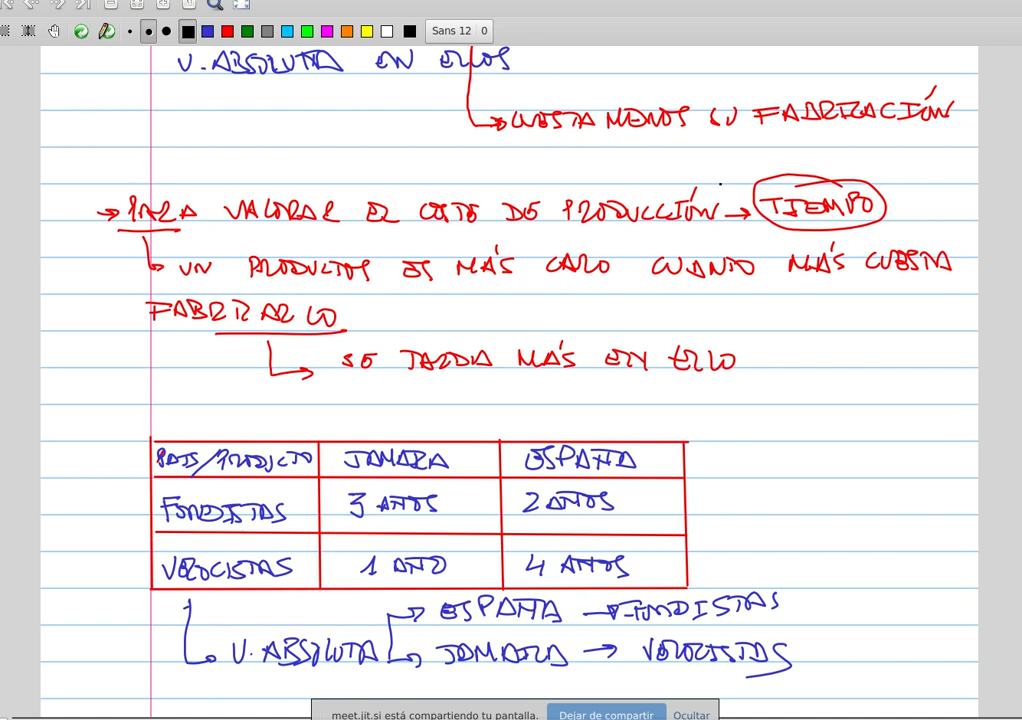 Sans 12 0
V. ABSOLUTA EN ELLOS
→ CUESTA MENOS SU FABRICACIÓN
→ PARA VALORAR EL COSTE DE PRODUCCIÓN → TIEMPO
UN PRODUCTOS ES MÁS CARO CUANTO MÁS CUESTA
FABRICARLO
SE TARDA MÁS EN ELLO
PAIS/PRODUCTO JAMAICA ESPAÑA
FONDISTAS 3 AÑOS 2 AÑOS
VELOCISTAS 1 AÑO 4 AÑOS
ESPAÑA → FONDISTAS
V. ABSOLUTA JAMAICA → VELOCISTAS
meet.jit.si está compartiendo tu pantalla. Dejar de compartir Ocultar